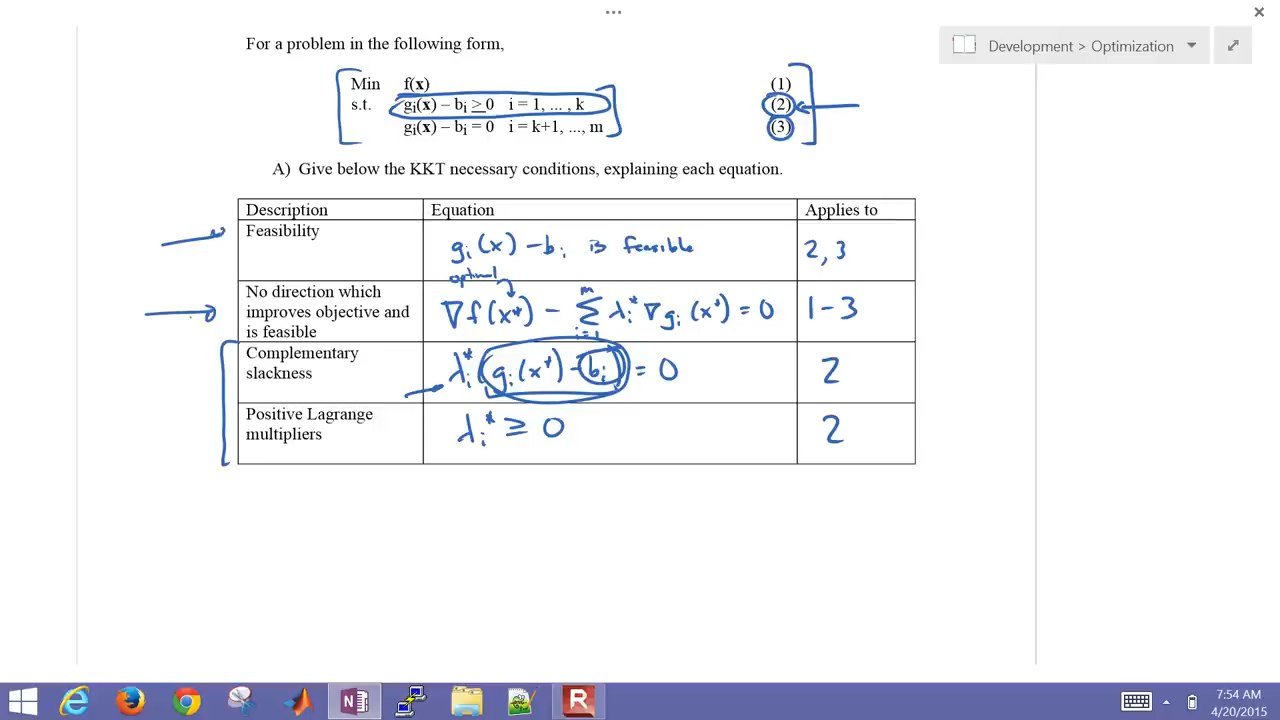 ...
Development > Optimization
For a problem in the following form,
Min f(x) (1)
s.t. gᵢ(x) – bᵢ ≥ 0 i = 1, ... , k (2)
gᵢ(x) – bᵢ = 0 i = k+1, ..., m (3)
A) Give below the KKT necessary conditions, explaining each equation.
Description Equation Applies to
Feasibility
gᵢ(x) - bᵢ is feasible 2, 3
optimal
No direction which
improves objective and
is feasible
∇f(x*) - Σ λᵢ* ∇gᵢ(x*) = 0 1-3
m
i=1
Complementary
slackness
λᵢ*(gᵢ(x*) - bᵢ) = 0 2
Positive Lagrange
multipliers
λᵢ* ≥ 0 2
N
R
7:54 AM
4/20/2015